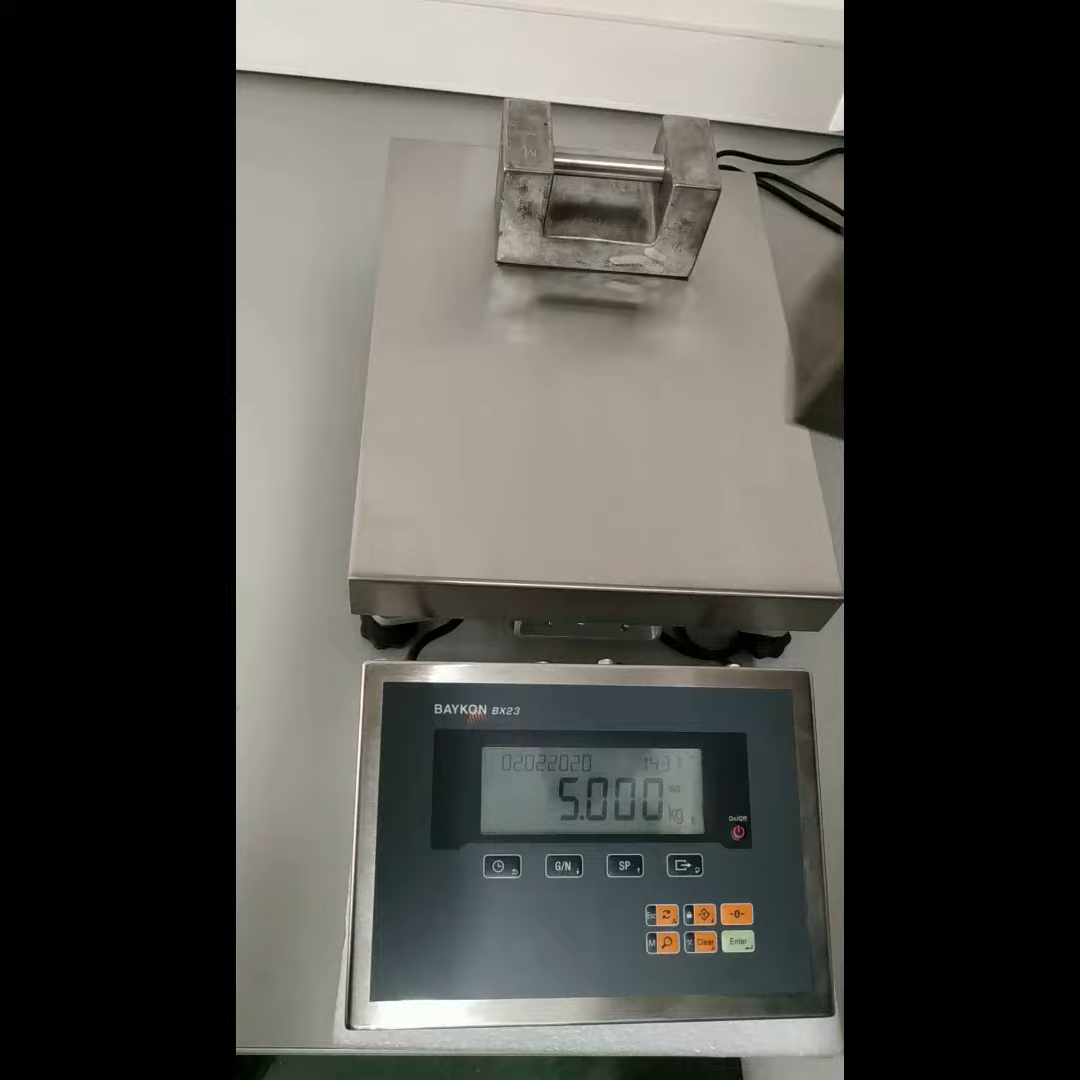 BAYKON BX23
02022020
5.000
kg
On/Off
G/N
SP
Esc
-0-
M
Clear
Enter